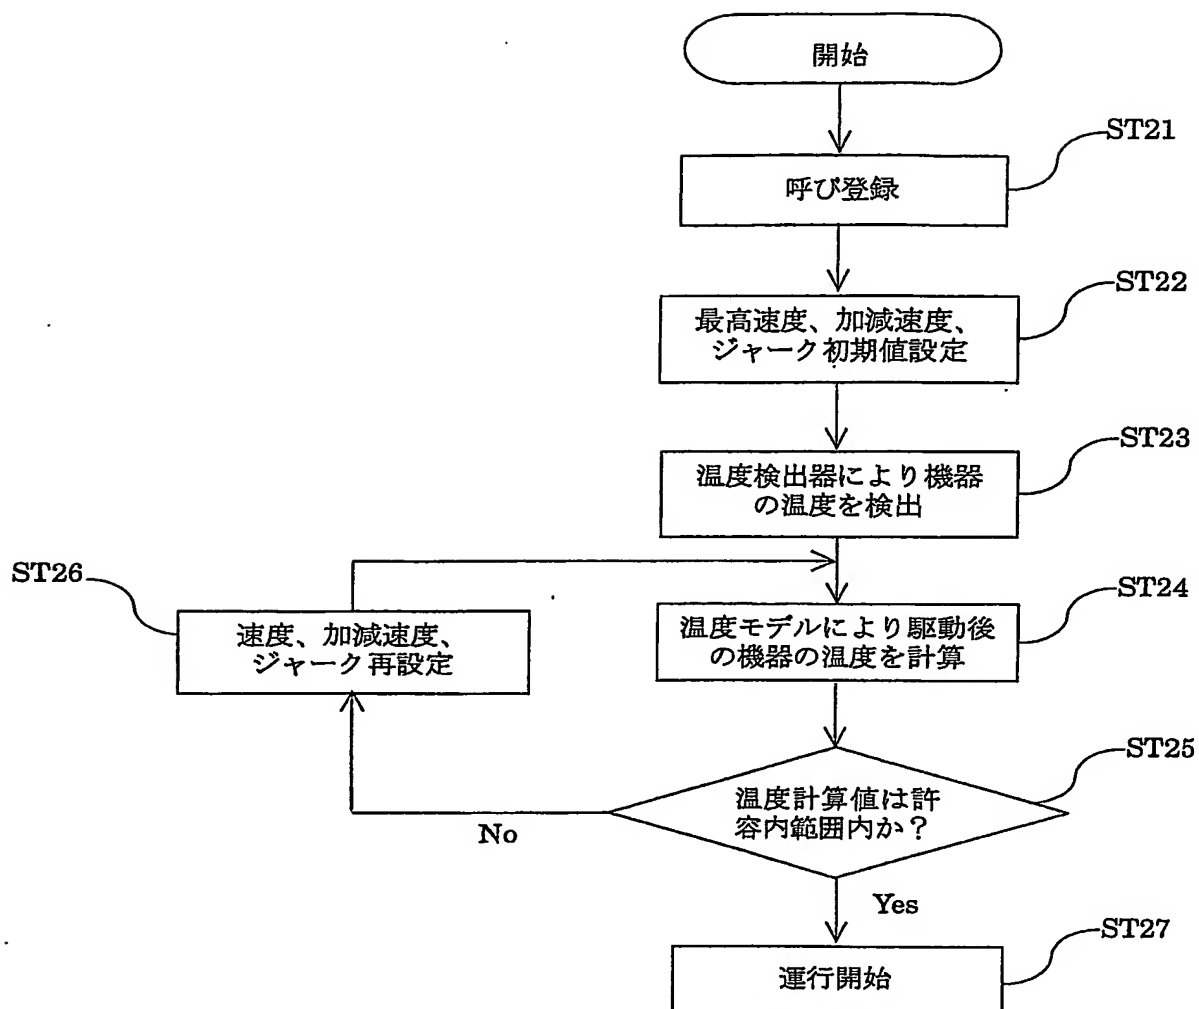 開始
ST21
呼び登録
ST22
最高速度、加減速度、
ジャーク初期値設定
ST23
温度検出器により機器
の温度を検出
ST26
速度、加減速度、
ジャーク再設定
ST24
温度モデルにより駆動後
の機器の温度を計算
ST25
温度計算値は許
容内範囲内か？
No
Yes
ST27
運行開始